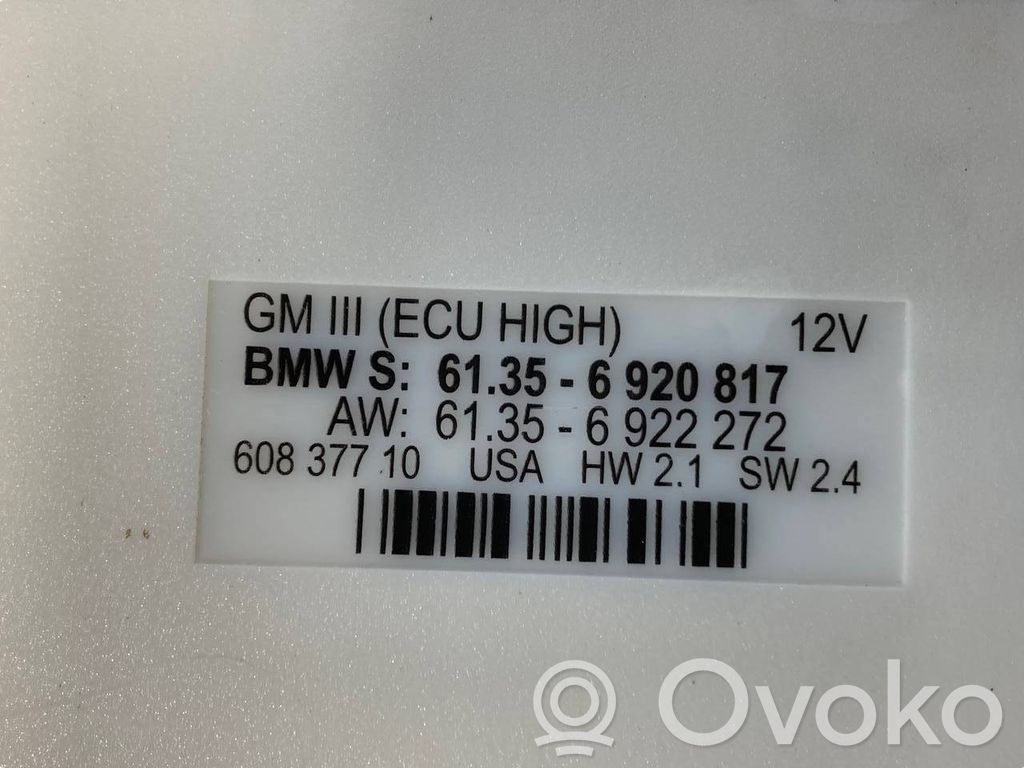 GM III (ECU HIGH) 12V
BMW S: 61.35 - 6 920 817
AW: 61.35 - 6 922 272
608 377 10 USA HW 2.1 SW 2.4
Ovoko